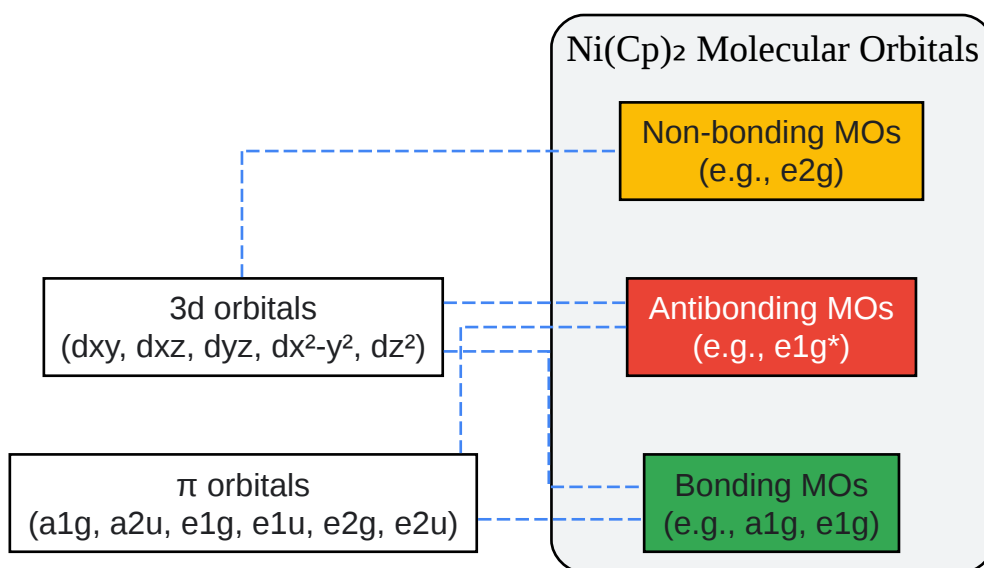 Ni(Cp)₂ Molecular Orbitals
Non-bonding MOs
(e.g., e2g)
3d orbitals
(dxy, dxz, dyz, dx²-y², dz²)
Antibonding MOs
(e.g., e1g*)
π orbitals
(a1g, a2u, e1g, e1u, e2g, e2u)
Bonding MOs
(e.g., a1g, e1g)